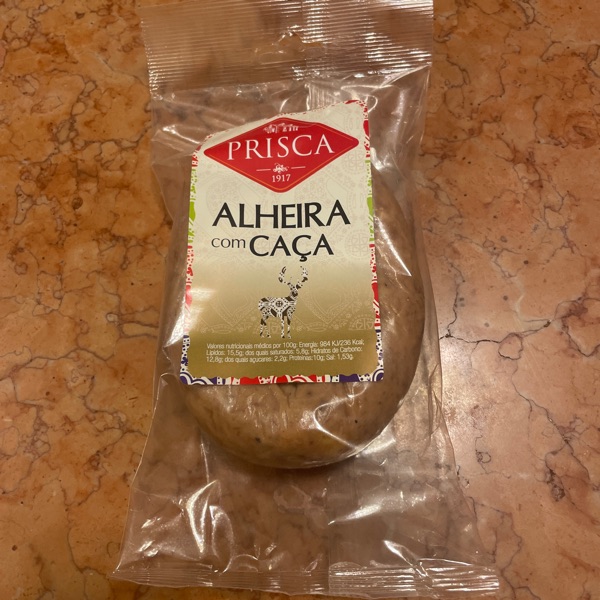 PRISCA
1917
ALHEIRA
com CAÇA
Valores nutricionais médios por 100g: Energia: 984 KJ/236 Kcal;
Lípidos: 15,5g; dos quais saturados: 5,8g; Hidratos de Carbono:
12,8g; dos quais açucares: 2,2g; Proteínas:10g; Sal: 1,53g.